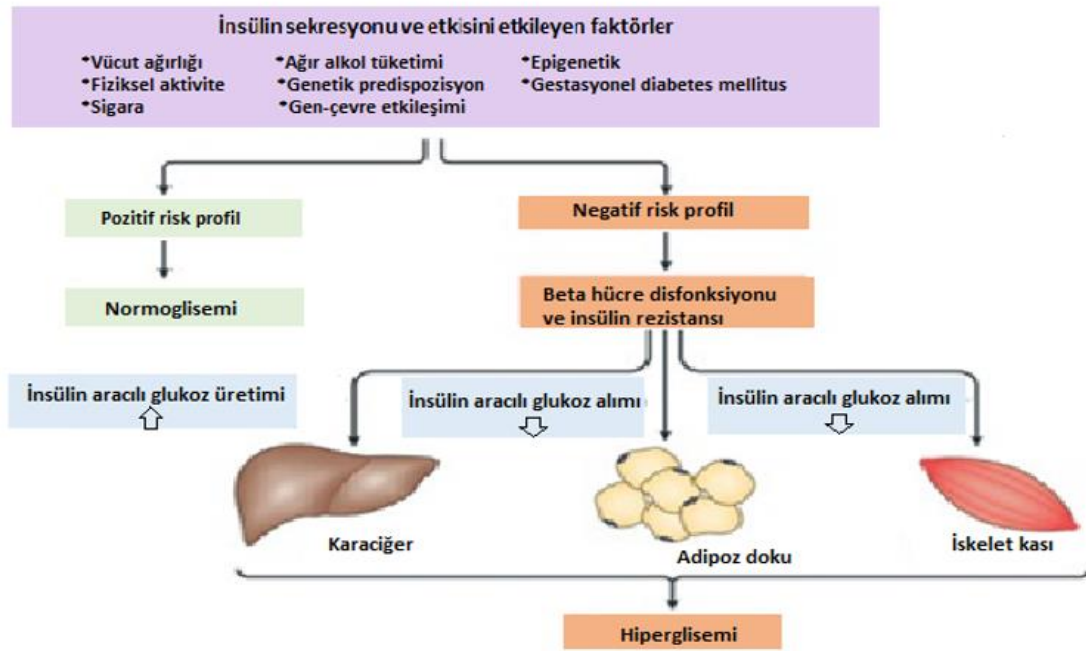 İnsülin sekresyonu ve etkisini etkileyen faktörler
*Vücut ağırlığı *Ağır alkol tüketimi *Epigenetik
*Fiziksel aktivite *Genetik predispozisyon *Gestasyonel diabetes mellitus
*Sigara *Gen-çevre etkileşimi
Pozitif risk profil
Negatif risk profil
Normoglisemi
Beta hücre disfonksiyonu
ve insülin rezistansı
İnsülin aracılı glukoz üretimi
İnsülin aracılı glukoz alımı
İnsülin aracılı glukoz alımı
Karaciğer
Adipoz doku
İskelet kası
Hiperglisemi